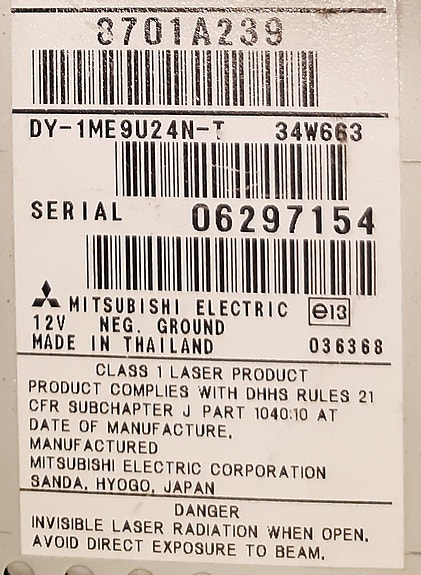 8701A239
DY-1ME9U24N-T 34W663
SERIAL 06297154
MITSUBISHI ELECTRIC e13
12V NEG. GROUND
MADE IN THAILAND 036368
CLASS 1 LASER PRODUCT
PRODUCT COMPLIES WITH DHHS RULES 21
CFR SUBCHAPTER J PART 1040.10 AT
DATE OF MANUFACTURE.
MANUFACTURED
MITSUBISHI ELECTRIC CORPORATION
SANDA, HYOGO, JAPAN
DANGER
INVISIBLE LASER RADIATION WHEN OPEN.
AVOID DIRECT EXPOSURE TO BEAM.